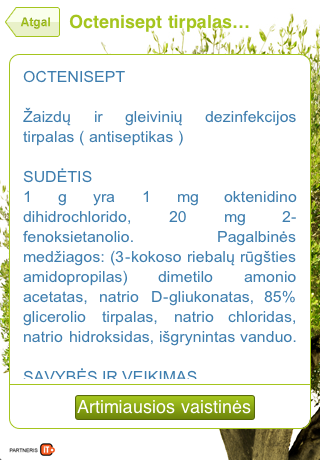 Atgal
Octenisept tirpalas...
OCTENISEPT
Žaizdų ir gleivinių dezinfekcijos
tirpalas ( antiseptikas )
SUDĖTIS
1 g yra 1 mg oktenidino
dihidrochlorido, 20 mg 2-
fenoksietanolio. Pagalbinės
medžiagos: (3-kokoso riebalų rūgšties
amidopropilas) dimetilo amonio
acetatas, natrio D-gliukonatas, 85%
glicerolio tirpalas, natrio chloridas,
natrio hidroksidas, išgrynintas vanduo.
SAVYBĖS IR VEIKIMAS
Artimiausios vaistinės
PARTNERIS IT+